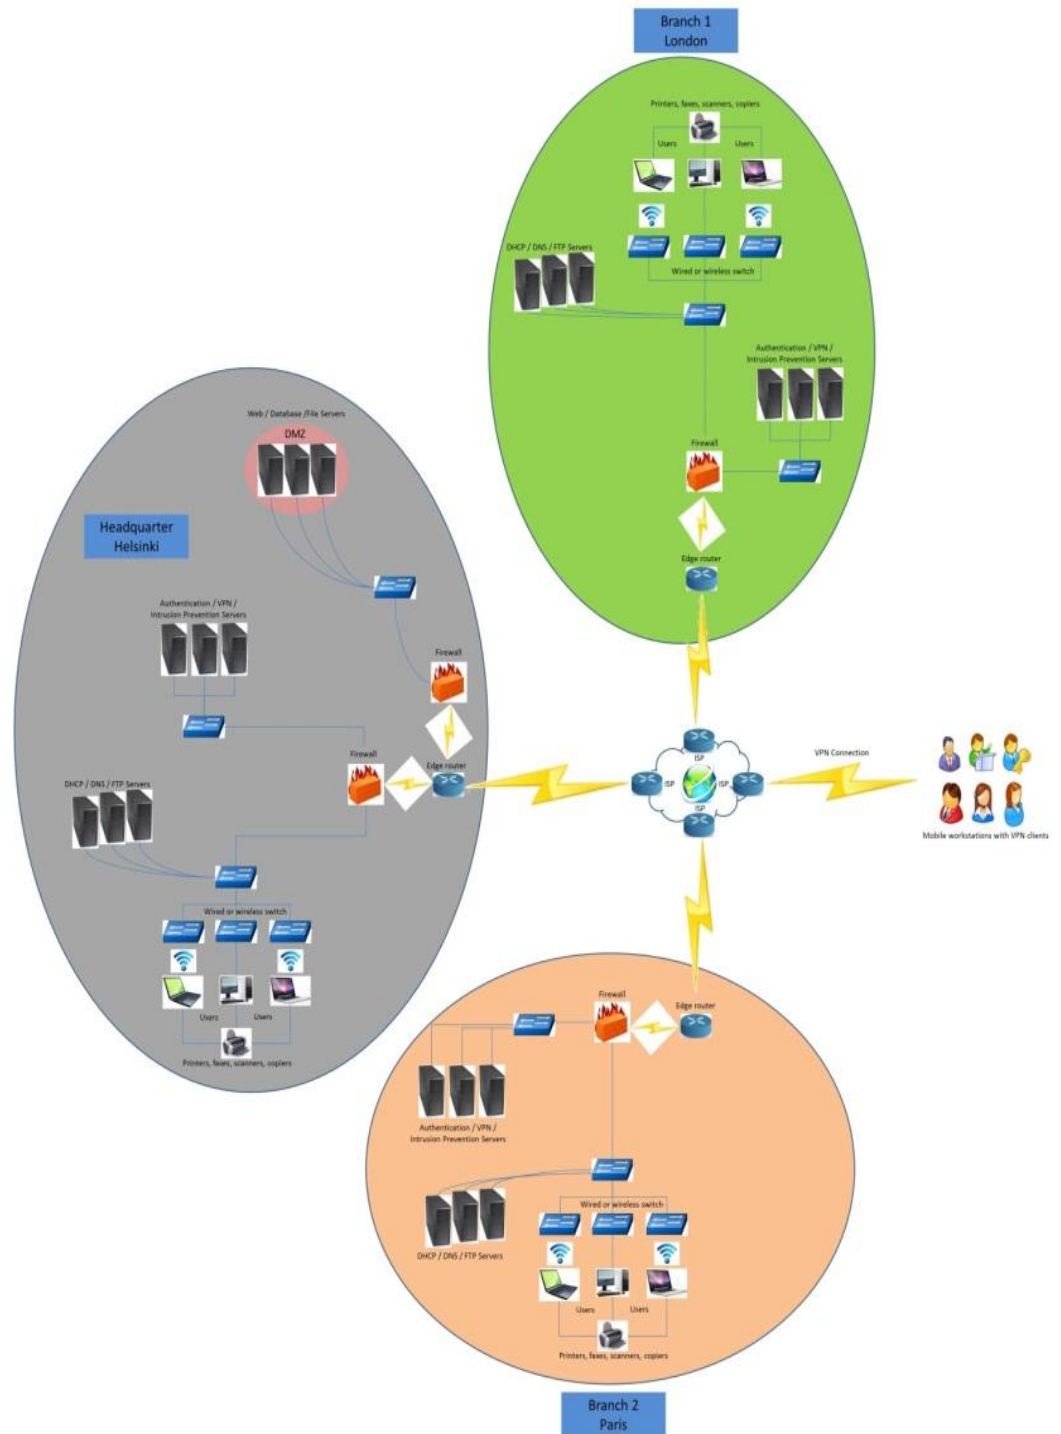 Branch 1
London
Printers, faxes, scanners, copiers
Users
Users
DHCP / DNS / FTP Servers
Wired or wireless switch
Authentication / VPN /
Intrusion Prevention Servers
Firewall
Edge router
Web / Database /File Servers
DMZ
Headquarter
Helsinki
Authentication / VPN /
Intrusion Prevention Servers
Firewall
Firewall
Edge router
DHCP / DNS / FTP Servers
Wired or wireless switch
Users
Users
Printers, faxes, scanners, copiers
ISP
ISP
ISP
ISP
VPN Connection
Mobile workstations with VPN clients
Firewall
Edge router
Authentication / VPN /
Intrusion Prevention Servers
Wired or wireless switch
DHCP / DNS / FTP Servers
Users
Users
Printers, faxes, scanners, copiers
Branch 2
Paris